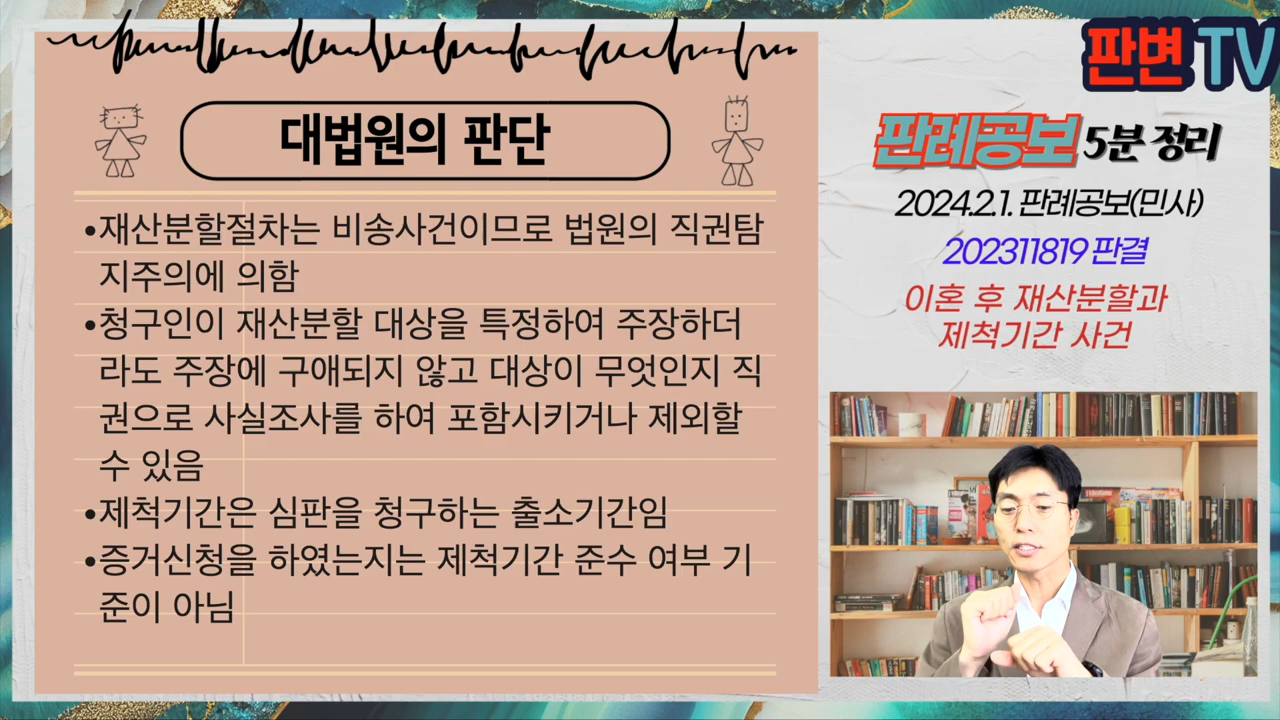 판변 TV
대법원의 판단
•재산분할절차는 비송사건이므로 법원의 직권탐
지주의에 의함
•청구인이 재산분할 대상을 특정하여 주장하더
라도 주장에 구애되지 않고 대상이 무엇인지 직
권으로 사실조사를 하여 포함시키거나 제외할
수 있음
•제척기간은 심판을 청구하는 출소기간임
•증거신청을 하였는지는 제척기간 준수 여부 기
준이 아님
판례공보 5분 정리
2024.2.1. 판례공보(민사)
202311819 판결
이혼 후 재산분할과
제척기간 사건